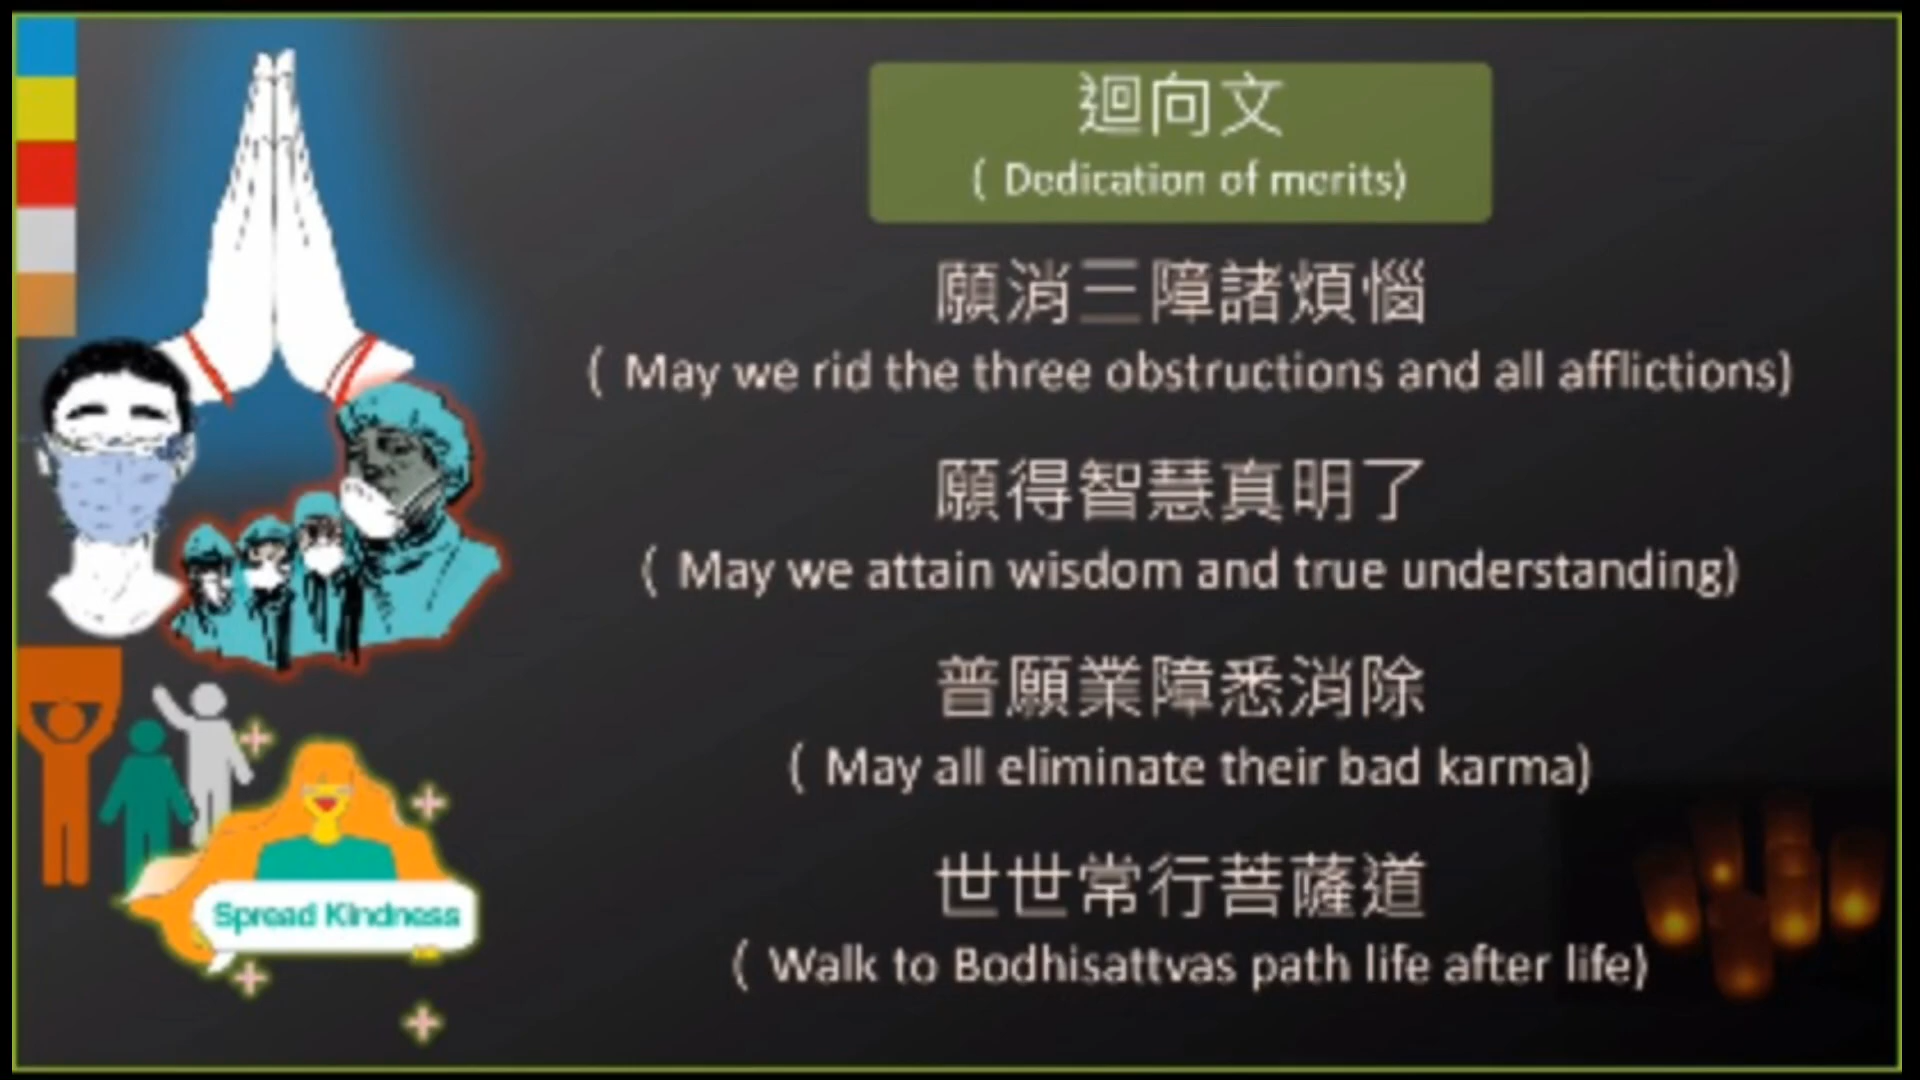 迴向文
( Dedication of merits)
願消三障諸煩惱
( May we rid the three obstructions and all afflictions)
願得智慧真明了
( May we attain wisdom and true understanding)
普願業障悉消除
( May all eliminate their bad karma)
世世常行菩薩道
( Walk to Bodhisattvas path life after life)
Spread Kindness